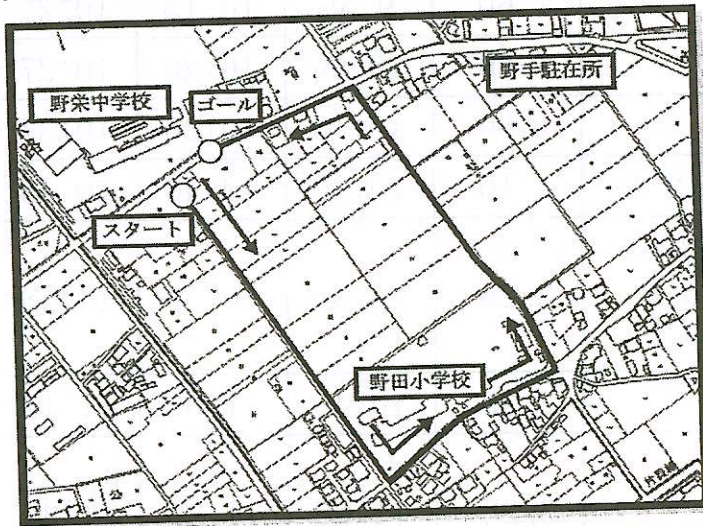 野手駐在所
野栄中学校
ゴール
スタート
野田小学校